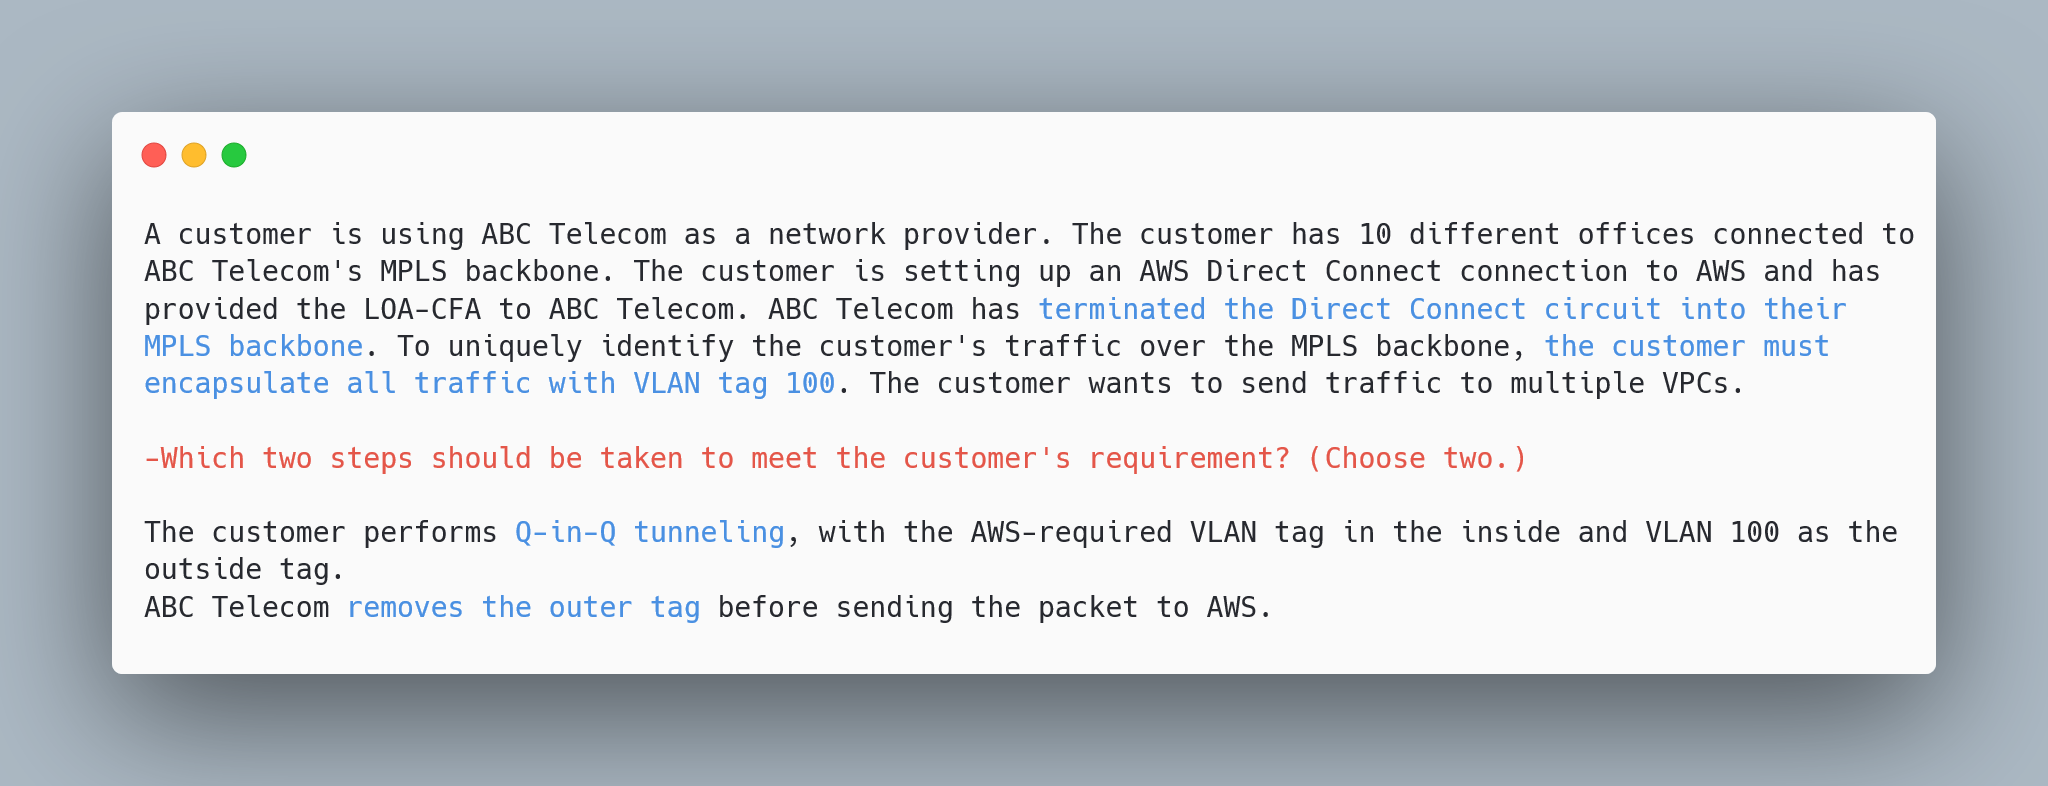 A customer is using ABC Telecom as a network provider. The customer has 10 different offices connected to
ABC Telecom's MPLS backbone. The customer is setting up an AWS Direct Connect connection to AWS and has
provided the LOA-CFA to ABC Telecom. ABC Telecom has terminated the Direct Connect circuit into their
MPLS backbone. To uniquely identify the customer's traffic over the MPLS backbone, the customer must
encapsulate all traffic with VLAN tag 100. The customer wants to send traffic to multiple VPCs.
-Which two steps should be taken to meet the customer's requirement? (Choose two.)
The customer performs Q-in-Q tunneling, with the AWS-required VLAN tag in the inside and VLAN 100 as the
outside tag.
ABC Telecom removes the outer tag before sending the packet to AWS.